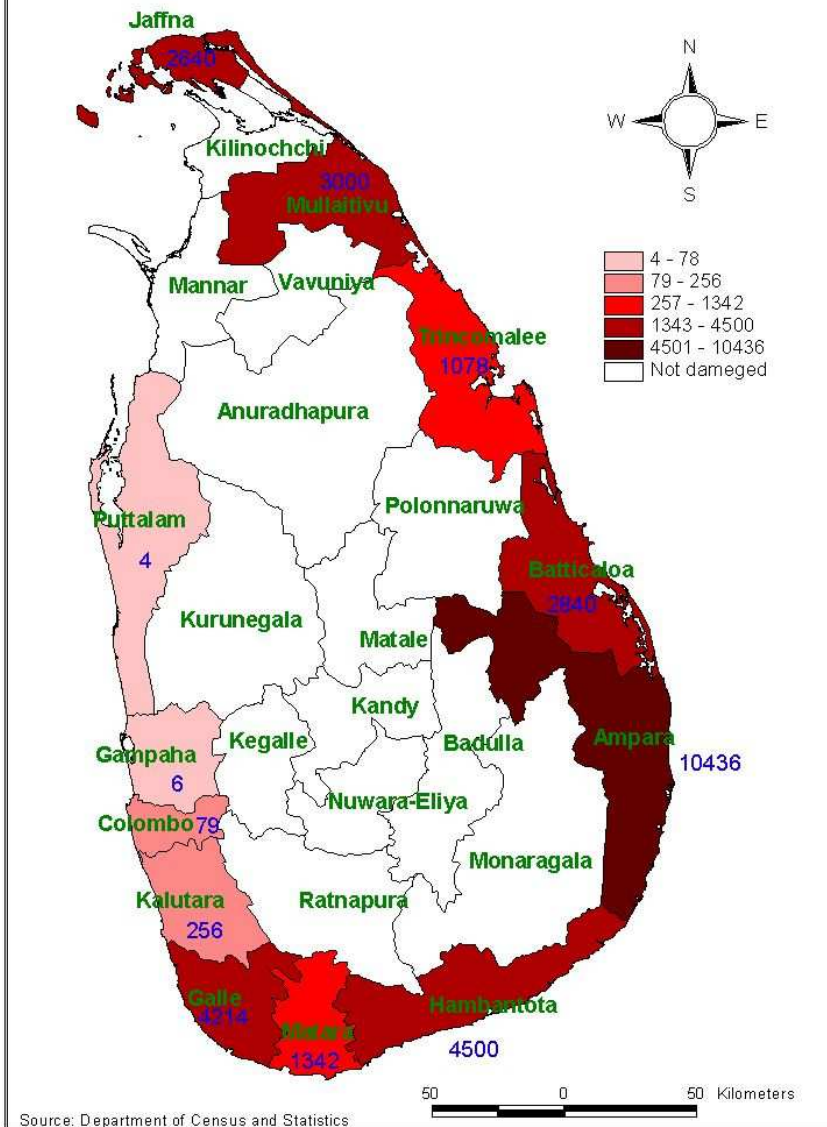 Jaffna
2640
N
W
E
S
Kilinochchi
3000
Mullaitivu
4 - 78
79 - 256
257 - 1342
1343 - 4500
4501 - 10436
Not dameged
Mannar
Vavuniya
Trincomalee
1078
Anuradhapura
Polonnaruwa
Puttalam
4
Batticaloa
2840
Kurunegala
Matale
Kandy
Gampaha
6
Kegalle
Badulla
Ampara
10436
Nuwara-Eliya
Colombo 79
Monaragala
Kalutara
256
Ratnapura
Galle
4214
Hambantota
4500
Matara
1342
50 0 50 Kilometers
Source: Department of Census and Statistics